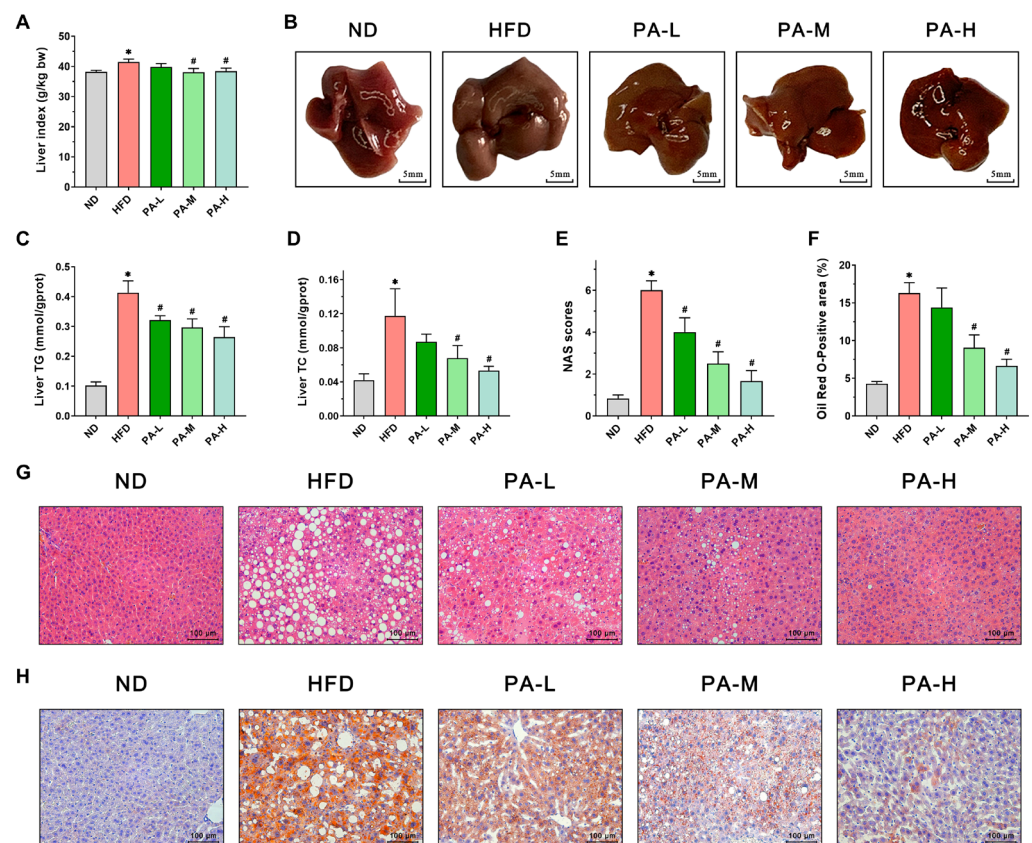 A
Liver index (g/kg bw)
50
40
30
20
10
0
*
#
#
ND
HFD
PA-L
PA-M
PA-H
B
ND
HFD
PA-L
PA-M
PA-H
5mm
5mm
5mm
5mm
5mm
C
Liver TG (mmol/gprot)
0.5
0.4
0.3
0.2
0.1
0.0
*
#
#
#
ND
HFD
PA-L
PA-M
PA-H
D
Liver TC (mmol/gprot)
0.16
0.12
0.08
0.04
0.00
*
#
#
ND
HFD
PA-L
PA-M
PA-H
E
NAS scores
6
4
2
0
*
#
#
#
ND
HFD
PA-L
PA-M
PA-H
F
Oil Red O-Positive area (%)
20
15
10
5
0
*
#
#
ND
HFD
PA-L
PA-M
PA-H
G
ND
HFD
PA-L
PA-M
PA-H
100 μm
100 μm
100 μm
100 μm
100 μm
H
ND
HFD
PA-L
PA-M
PA-H
100 μm
100 μm
100 μm
100 μm
100 μm